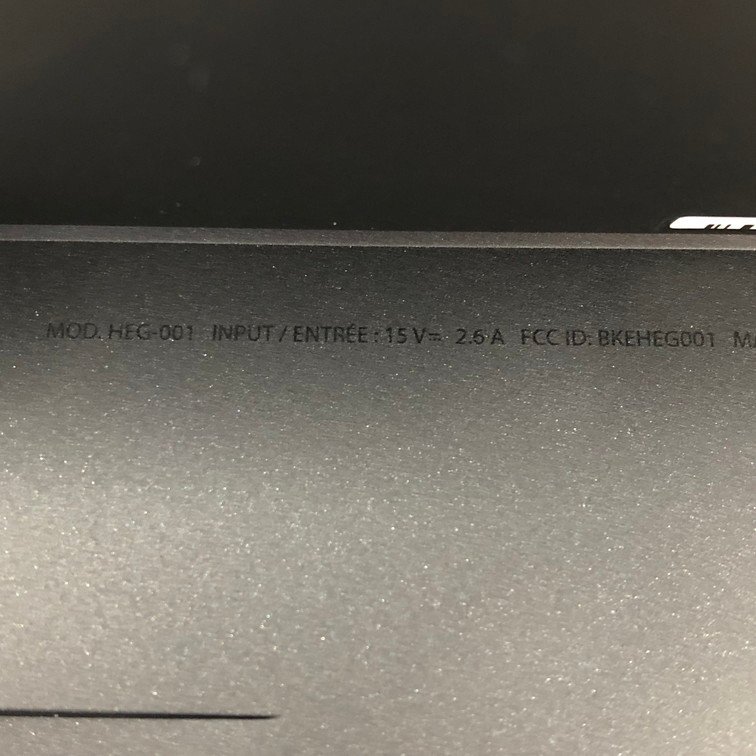 MOD. HEG-001 INPUT / ENTRÉE : 15 V⎓ 2.6 A FCC ID: BKEHEG001